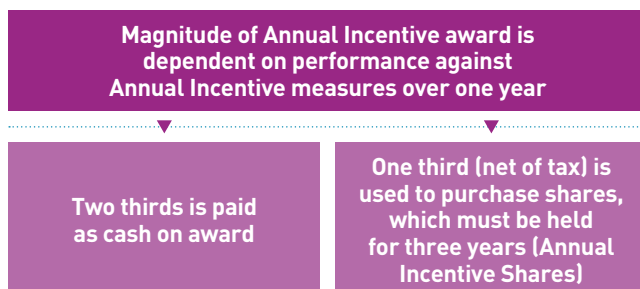 Magnitude of Annual Incentive award is
dependent on performance against
Annual Incentive measures over one year
Two thirds is paid
as cash on award
One third (net of tax) is
used to purchase shares,
which must be held
for three years (Annual
Incentive Shares)